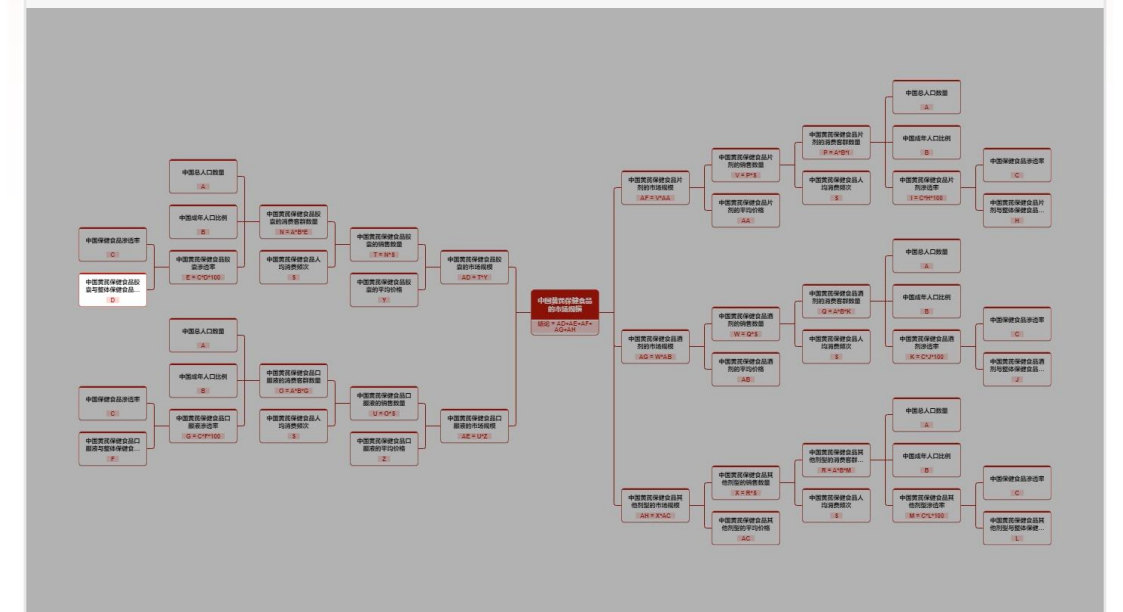 中国总人口数量
A
中国成年人口比例
B
中国保健食品渗透率
C
中国黄芪保健食品胶
囊与整体保健食品...
D
中国黄芪保健食品胶
囊渗透率
E = C*D*100
中国黄芪保健食品胶
囊的消费客群数量
N = A*B*E
中国黄芪保健食品人
均消费频次
S
中国黄芪保健食品胶
囊的销售数量
T = N*S
中国黄芪保健食品胶
囊的平均价格
Y
中国黄芪保健食品胶
囊的市场规模
AD = T*Y
中国总人口数量
A
中国成年人口比例
B
中国保健食品渗透率
C
中国黄芪保健食品口
服液与整体保健食...
F
中国黄芪保健食品口
服液渗透率
G = C*F*100
中国黄芪保健食品口
服液的消费客群数量
O = A*B*G
中国黄芪保健食品人
均消费频次
S
中国黄芪保健食品口
服液的销售数量
U = O*S
中国黄芪保健食品口
服液的平均价格
Z
中国黄芪保健食品口
服液的市场规模
AE = U*Z
中国黄芪保健食品
的市场规模
结论 = AD+AE+AF+
AG+AH
中国黄芪保健食品片
剂的市场规模
AF = V*AA
中国黄芪保健食品片
剂的销售数量
V = P*S
中国黄芪保健食品片
剂的平均价格
AA
中国黄芪保健食品片
剂的消费客群数量
P = A*B*I
中国黄芪保健食品人
均消费频次
S
中国总人口数量
A
中国成年人口比例
B
中国黄芪保健食品片
剂渗透率
I = C*H*100
中国保健食品渗透率
C
中国黄芪保健食品片
剂与整体保健食品...
H
中国黄芪保健食品酒
剂的市场规模
AG = W*AB
中国黄芪保健食品酒
剂的销售数量
W = Q*S
中国黄芪保健食品酒
剂的平均价格
AB
中国黄芪保健食品酒
剂的消费客群数量
Q = A*B*K
中国黄芪保健食品人
均消费频次
S
中国总人口数量
A
中国成年人口比例
B
中国黄芪保健食品酒
剂渗透率
K = C*J*100
中国保健食品渗透率
C
中国黄芪保健食品酒
剂与整体保健食品...
J
中国黄芪保健食品其
他剂型的市场规模
AH = X*AC
中国黄芪保健食品其
他剂型的销售数量
X = R*S
中国黄芪保健食品其
他剂型的平均价格
AC
中国黄芪保健食品其
他剂型的消费客群...
R = A*B*M
中国黄芪保健食品人
均消费频次
S
中国总人口数量
A
中国成年人口比例
B
中国黄芪保健食品其
他剂型渗透率
M = C*L*100
中国保健食品渗透率
C
中国黄芪保健食品其
他剂型与整体保健...
L